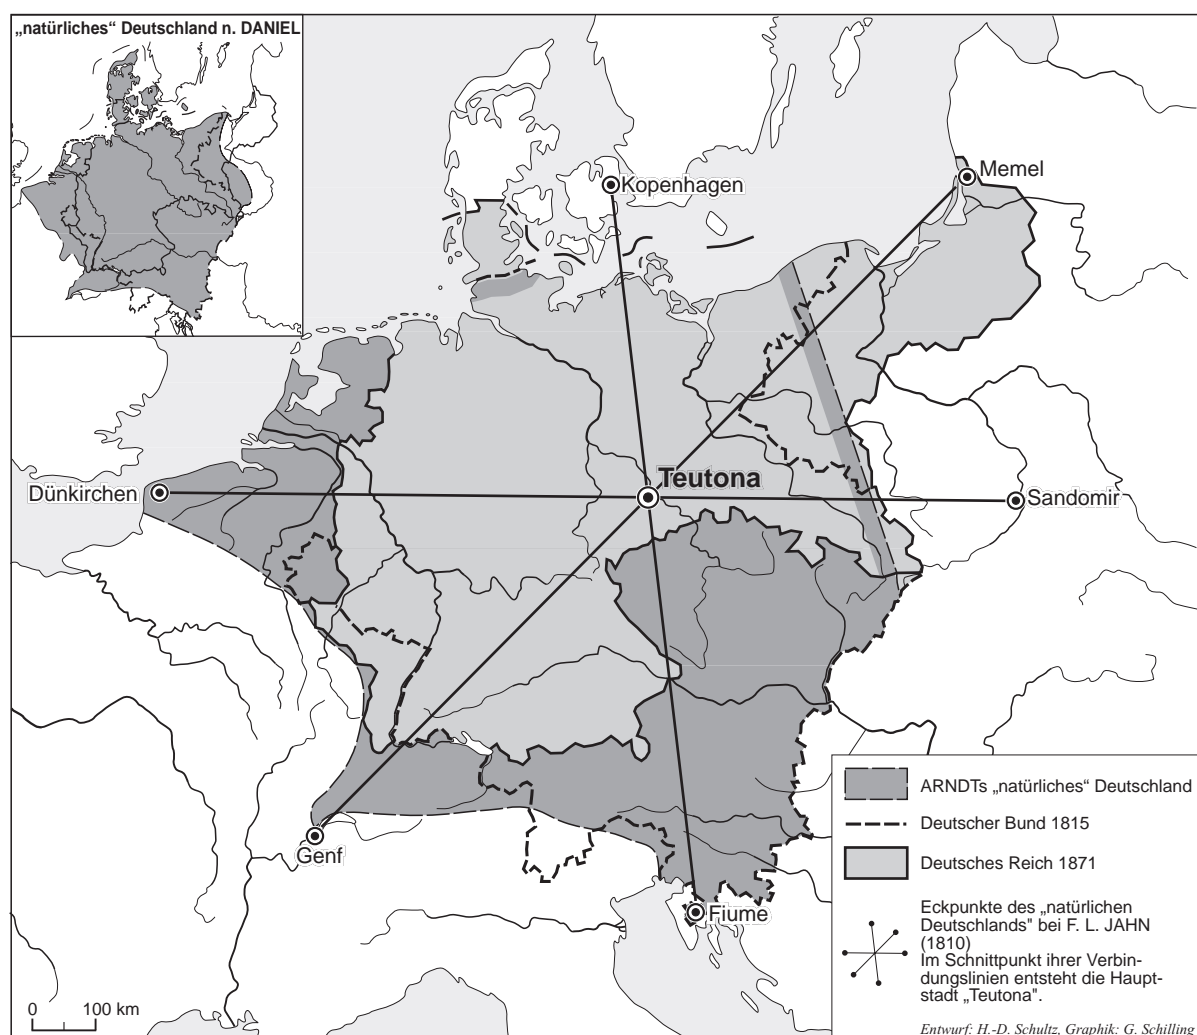 „natürliches“ Deutschland n. DANIEL
Memel
Kopenhagen
Teutona
Dünkirchen
Sandomir
Genf
Fiume
0 100 km
ARNDTs „natürliches“ Deutschland
Deutscher Bund 1815
Deutsches Reich 1871
Eckpunkte des „natürlichen
Deutschlands" bei F. L. JAHN
(1810)
Im Schnittpunkt ihrer Verbin-
dungslinien entsteht die Haupt-
stadt „Teutona".
Entwurf: H.-D. Schultz, Graphik: G. Schilling